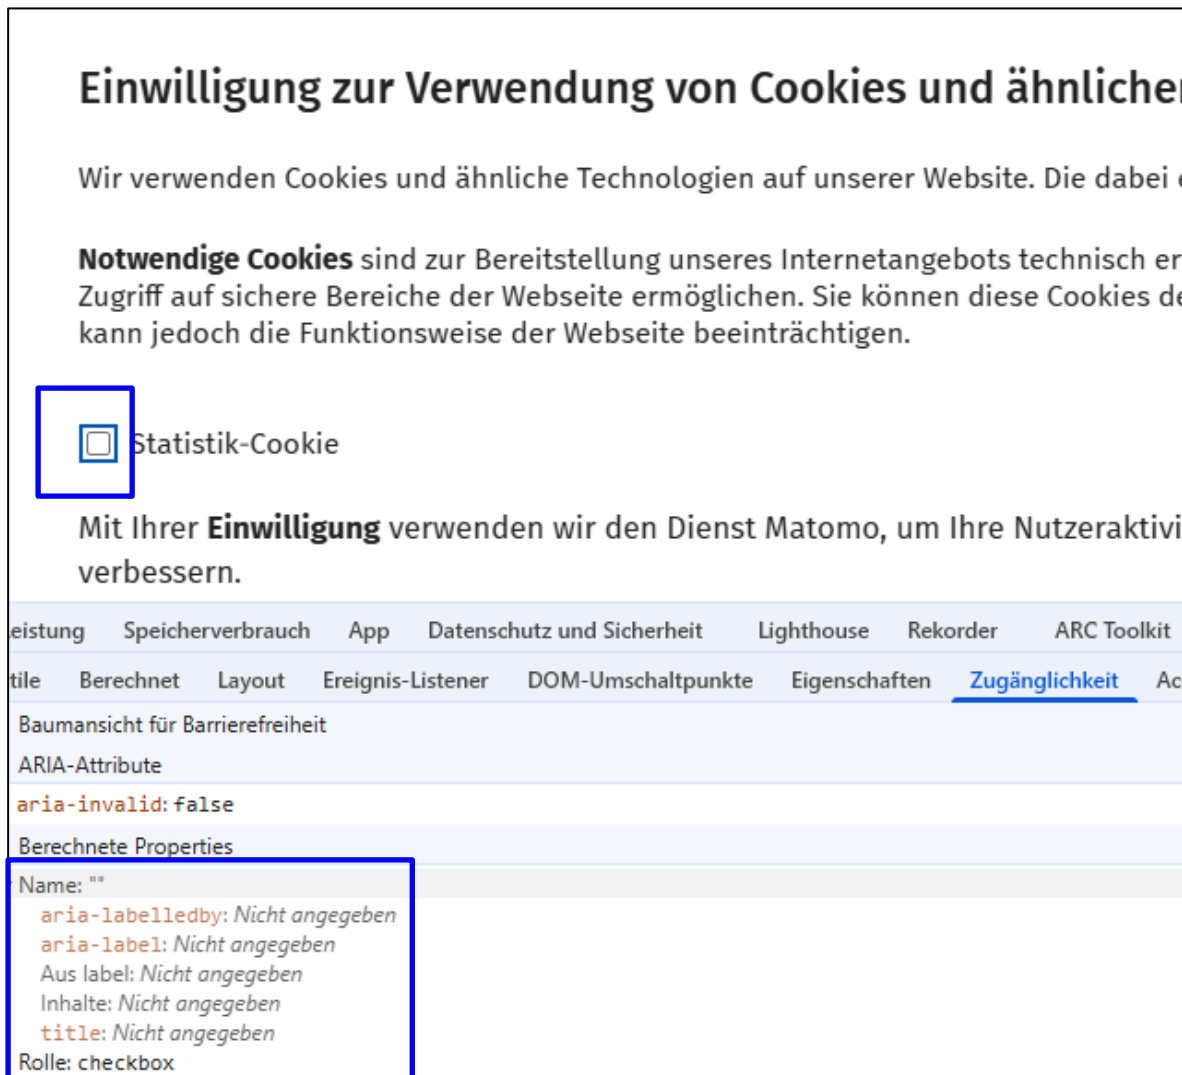 Einwilligung zur Verwendung von Cookies und ähnlicher
Wir verwenden Cookies und ähnliche Technologien auf unserer Website. Die dabei
Notwendige Cookies sind zur Bereitstellung unseres Internetangebots technisch er
Zugriff auf sichere Bereiche der Webseite ermöglichen. Sie können diese Cookies de
kann jedoch die Funktionsweise der Webseite beeinträchtigen.
Statistik-Cookie
Mit Ihrer Einwilligung verwenden wir den Dienst Matomo, um Ihre Nutzeraktivi
verbessern.
eistung Speicherverbrauch App Datenschutz und Sicherheit Lighthouse Rekorder ARC Toolkit
tile Berechnet Layout Ereignis-Listener DOM-Umschaltpunkte Eigenschaften Zugänglichkeit Ac
Baumansicht für Barrierefreiheit
ARIA-Attribute
aria-invalid: false
Berechnete Properties
Name: ""
aria-labelledby: Nicht angegeben
aria-label: Nicht angegeben
Aus label: Nicht angegeben
Inhalte: Nicht angegeben
title: Nicht angegeben
Rolle: checkbox